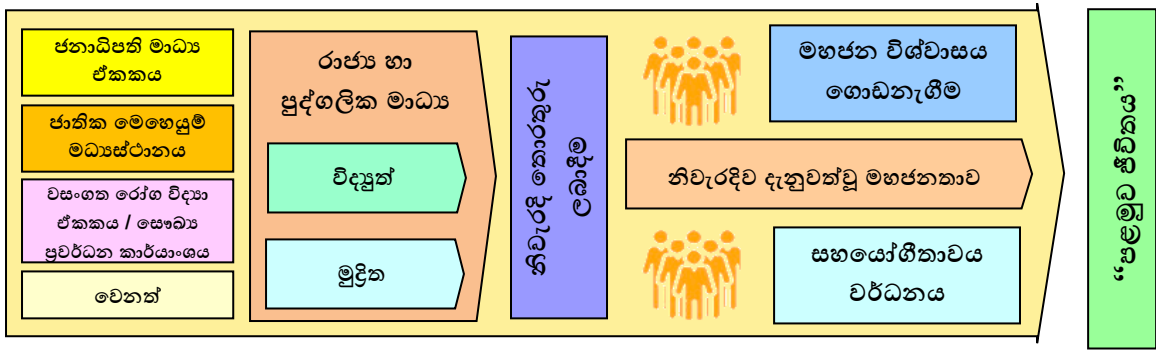 ජනාධිපති මාධ්‍ය
ඒකකය
ජාතික මෙහෙයුම්
මධ්‍යස්ථානය
වසංගත රෝග විද්‍යා
ඒකකය / සෞඛ්‍ය
ප්‍රවර්ධන කාර්යාංශය
වෙනත්
රාජ්‍ය හා
පුද්ගලික මාධ්‍ය
විද්‍යුත්
මුද්‍රිත
නිවැරදි තොරතුරු
ලබාදීම
මහජන විශ්වාසය
ගොඩනැගීම
නිවැරදිව දැනුවත්වූ මහජනතාව
සහයෝගීතාවය
වර්ධනය
“පළමුව ජීවිතය”